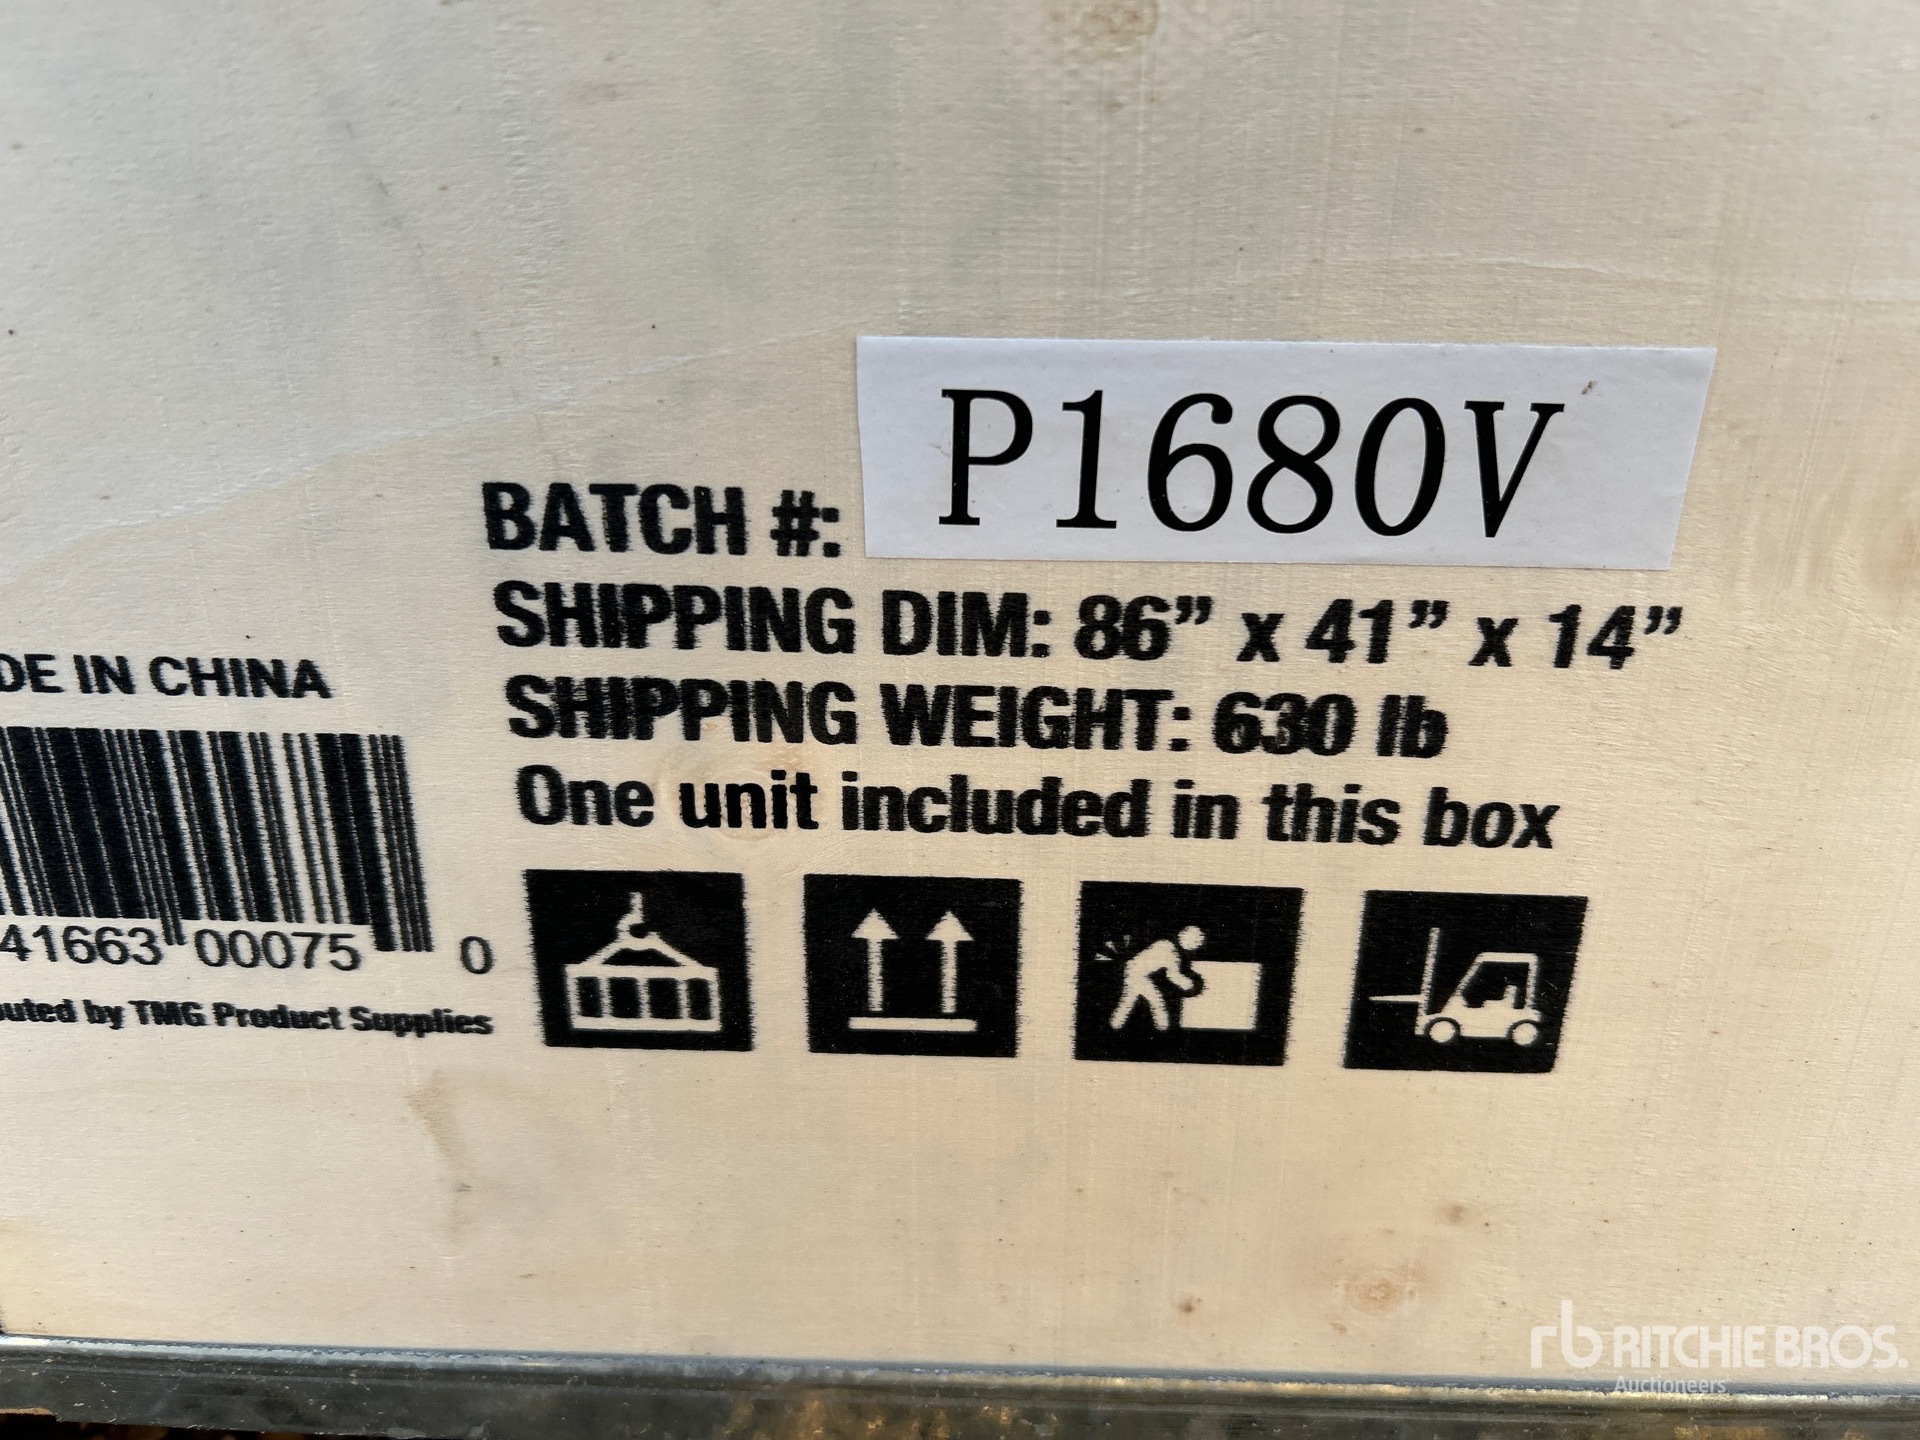 P1680V
BATCH #:
SHIPPING DIM: 86” x 41” x 14”
SHIPPING WEIGHT: 630 lb
One unit included in this box
DE IN CHINA
41663 00075 0
uted by TMG Product Supplies
rb RITCHIE BROS.
Auctioneers